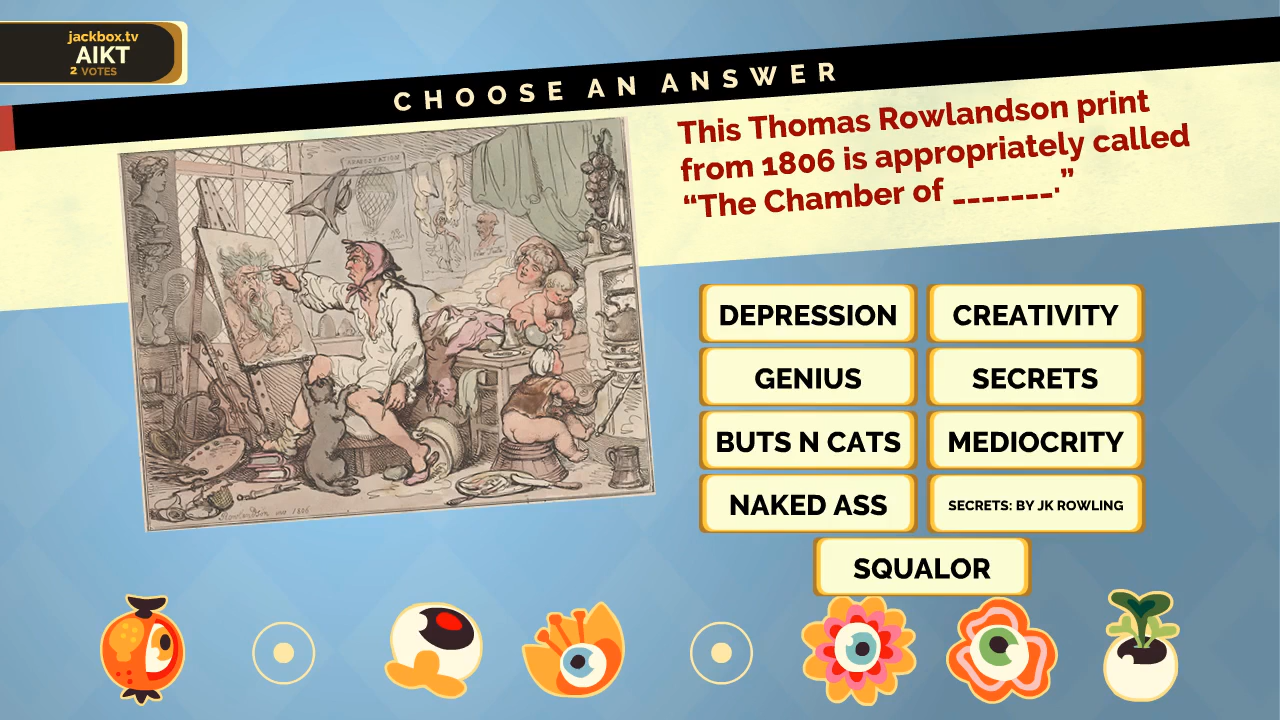 jackbox.tv
AIKT
2 VOTES
CHOOSE AN ANSWER
This Thomas Rowlandson print
from 1806 is appropriately called
“The Chamber of _______.”
DEPRESSION
CREATIVITY
GENIUS
SECRETS
BUTS N CATS
MEDIOCRITY
NAKED ASS
SECRETS: BY JK ROWLING
SQUALOR
1806